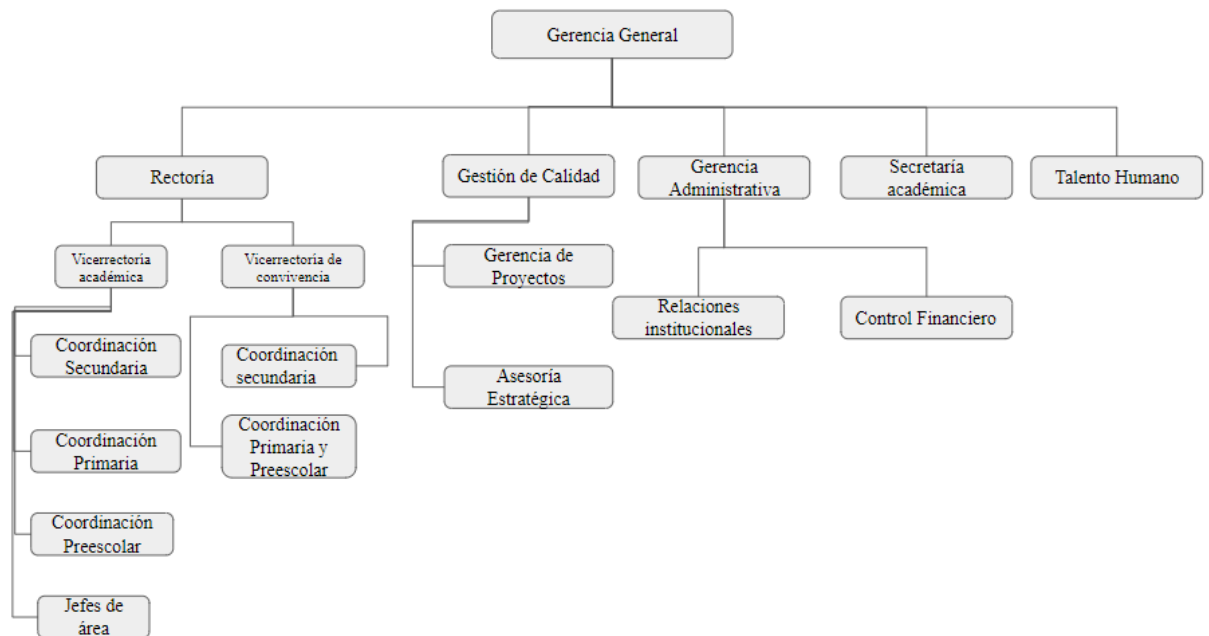 Gerencia General
Rectoría
Gestión de Calidad
Gerencia
Administrativa
Secretaría
académica
Talento Humano
Vicerrectoría
académica
Vicerrectoría de
convivencia
Gerencia de
Proyectos
Relaciones
institucionales
Control Financiero
Coordinación
Secundaria
Coordinación
secundaria
Asesoría
Estratégica
Coordinación
Primaria
Coordinación
Primaria y
Preescolar
Coordinación
Preescolar
Jefes de
área